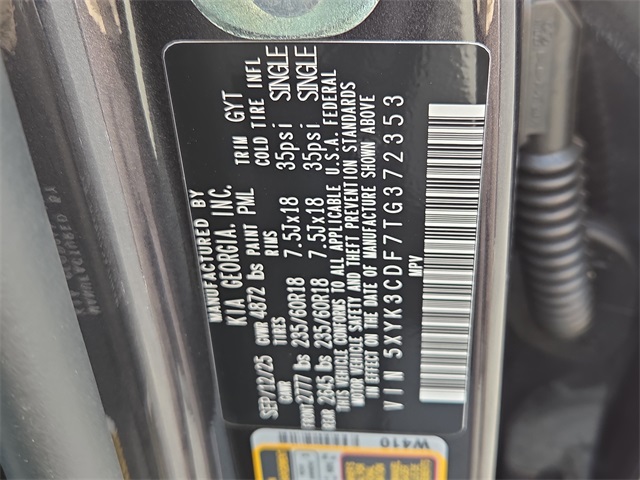 MANUFACTURED BY
KIA GEORGIA, INC.
SEP/12/25 GVWR 4872 lbs PAINT PML TRIM GYT
GAWR TIRES RIMS COLD TIRE INFL
FRONT 2777 lbs 235/60R18 7.5Jx18 35psi SINGLE
REAR 2645 lbs 235/60R18 7.5Jx18 35psi SINGLE
THIS VEHICLE CONFORMS TO ALL APPLICABLE U.S.A. FEDERAL
MOTOR VEHICLE SAFETY AND THEFT PREVENTION STANDARDS
IN EFFECT ON THE DATE OF MANUFACTURE SHOWN ABOVE
VIN 5XYK3CDF7TG372353
MPV
W410